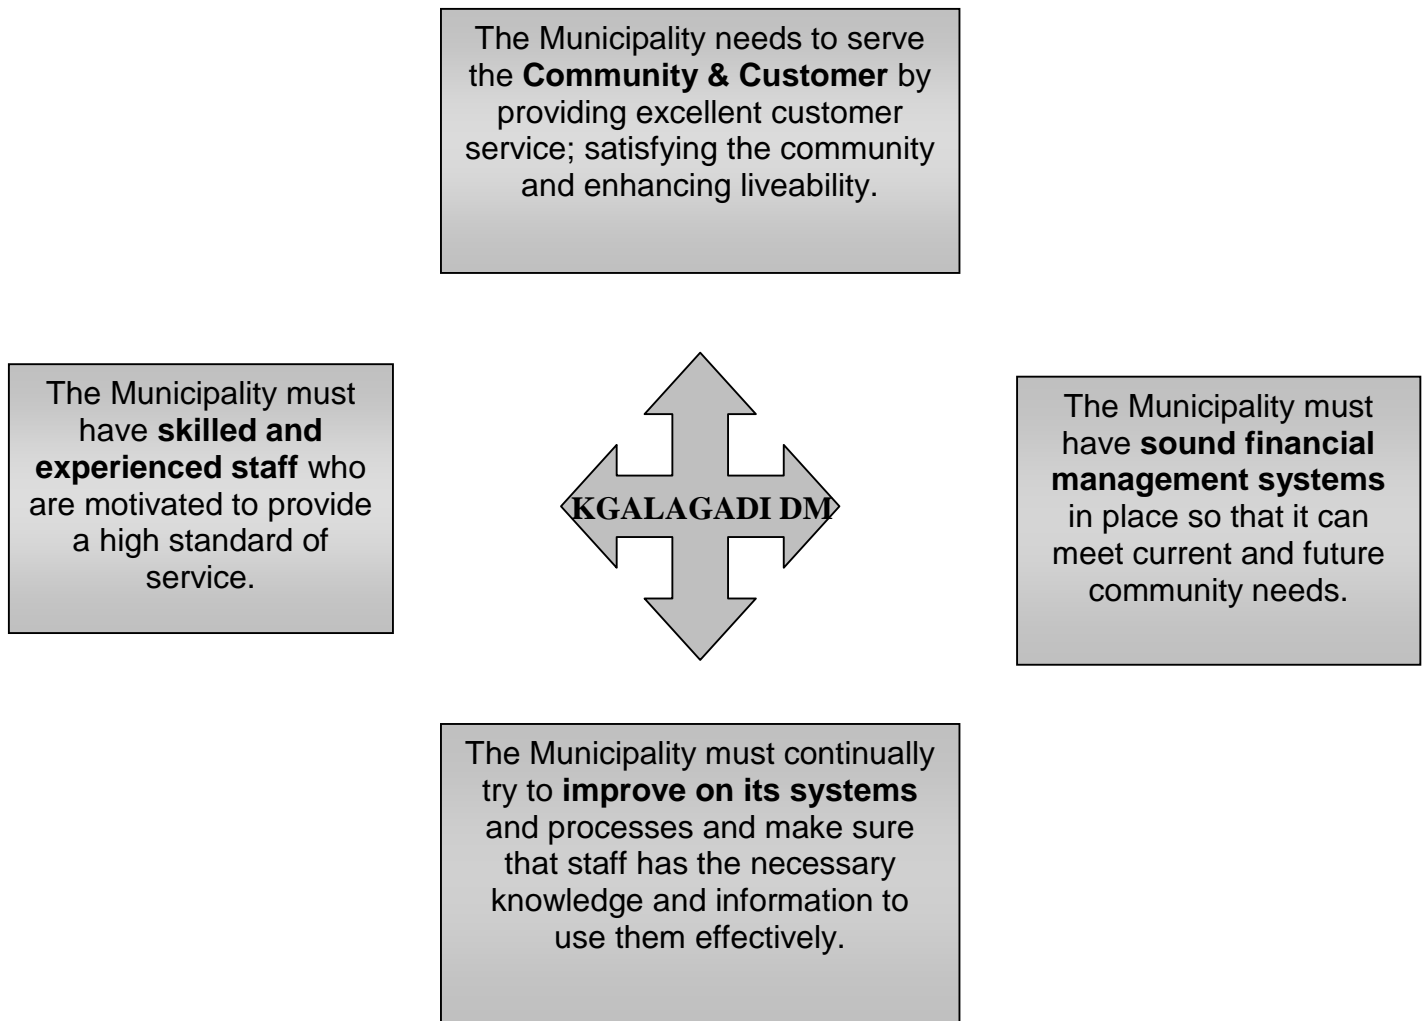 The Municipality needs to serve
the Community & Customer by
providing excellent customer
service; satisfying the community
and enhancing liveability.
The Municipality must
have skilled and
experienced staff who
are motivated to provide
a high standard of
service.
KGALAGADI DM
The Municipality must
have sound financial
management systems
in place so that it can
meet current and future
community needs.
The Municipality must continually
try to improve on its systems
and processes and make sure
that staff has the necessary
knowledge and information to
use them effectively.